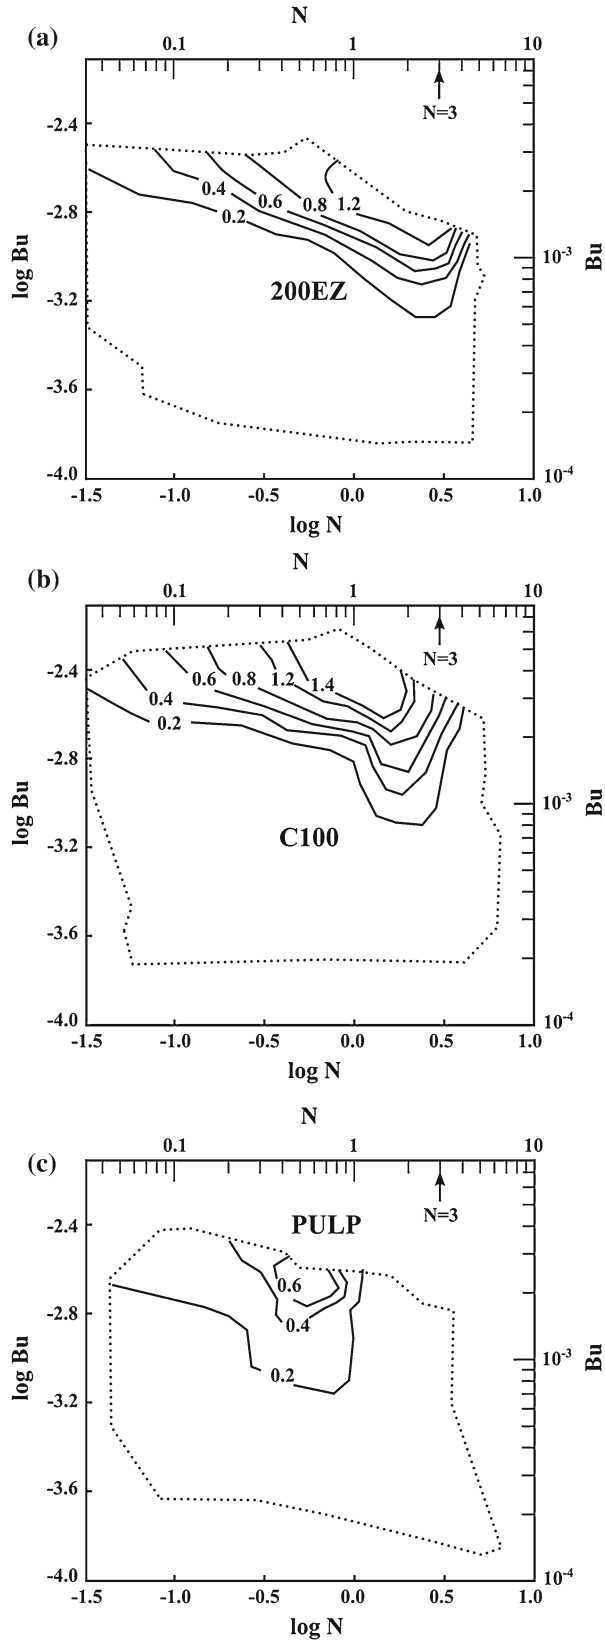 (a)
N
0.1 1 10
N=3
-2.4
-2.8
-3.2
-3.6
-4.0
log Bu
0.4 0.6 0.8 1.2
0.2
200EZ
10-3
10-4
Bu
-1.5 -1.0 -0.5 0.0 0.5 1.0
log N
(b)
N
0.1 1 10
N=3
-2.4
-2.8
-3.2
-3.6
-4.0
log Bu
0.4 0.6 0.8 1.2 1.4
0.2
C100
10-3
10-4
Bu
-1.5 -1.0 -0.5 0.0 0.5 1.0
log N
(c)
N
0.1 1 10
N=3
PULP
-2.4
-2.8
-3.2
-3.6
-4.0
log Bu
0.6
0.4
0.2
10-3
10-4
Bu
-1.5 -1.0 -0.5 0.0 0.5 1.0
log N